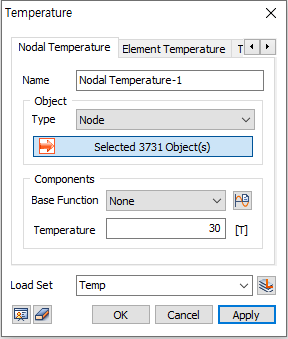 Temperature
Nodal Temperature Element Temperature T
Name Nodal Temperature-1
Object
Type Node
Selected 3731 Object(s)
Components
Base Function None
Temperature 30 [T]
Load Set Temp
OK Cancel Apply